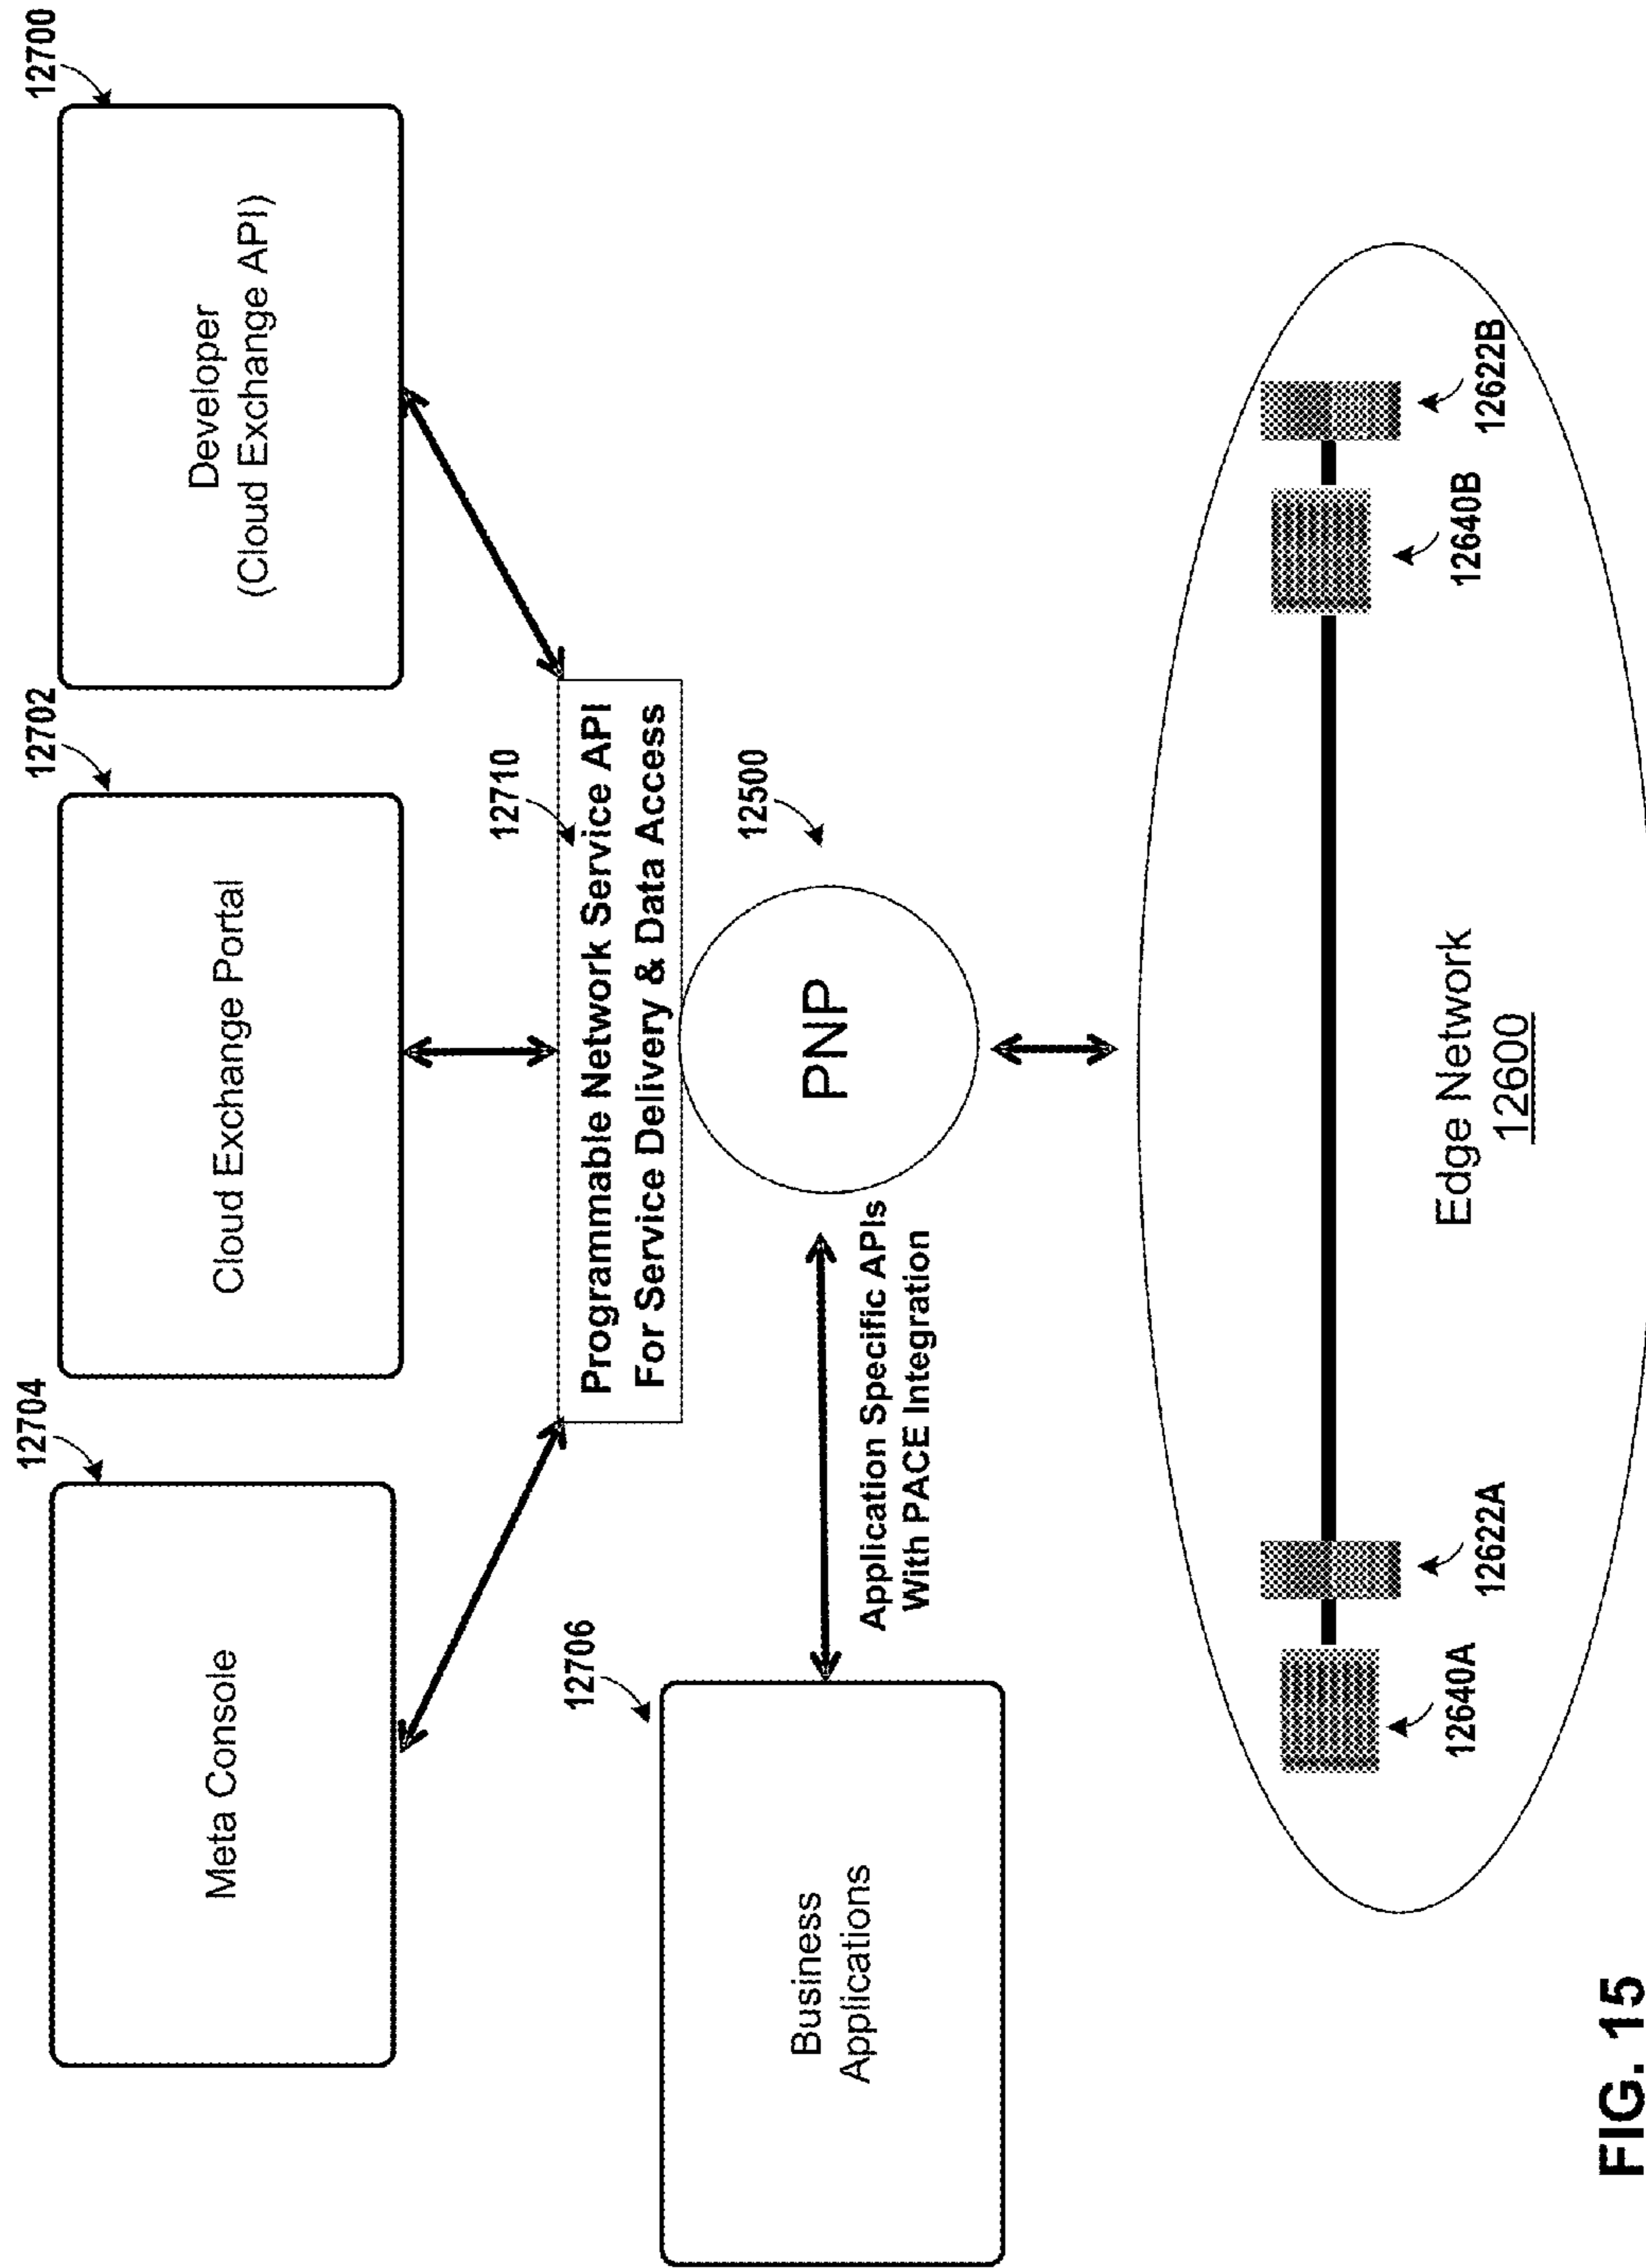 12704
12702
12700
Meta Console
Cloud Exchange Portal
Developer
(Cloud Exchange API)
12710
Programmable Network Service API
For Service Delivery & Data Access
12706
12500
Business
Applications
PNP
Application Specific APIs
With PACE Integration
12640A
12622A
12640B
12622B
Edge Network
12600
FIG. 15